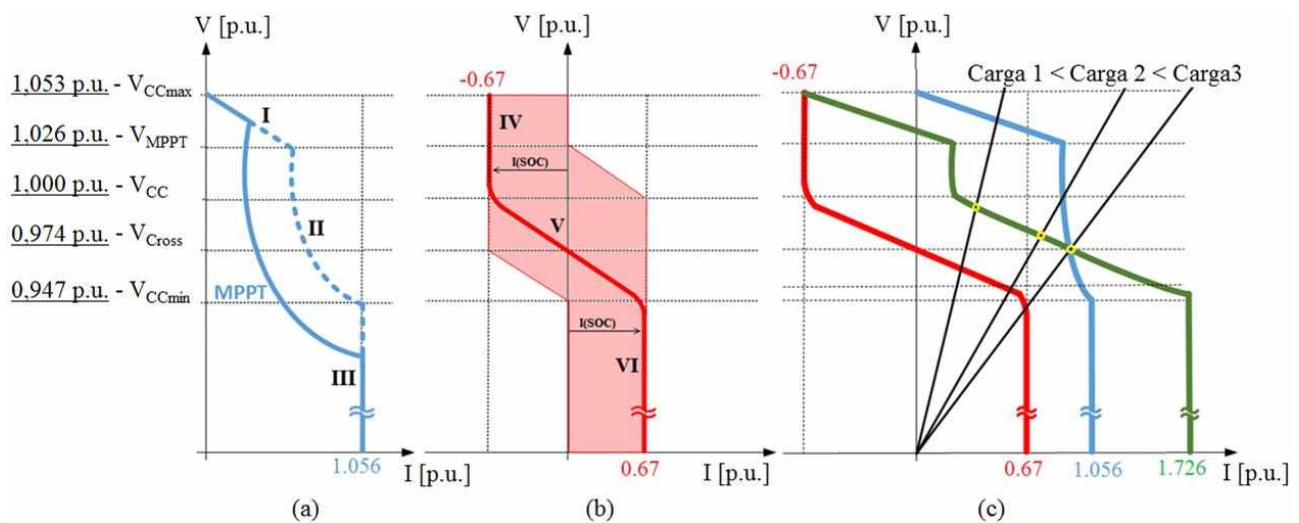 V [p.u.]
1,053 p.u. - VCCmax
1,026 p.u. - VMPPT
1,000 p.u. - VCC
0,974 p.u. - VCross
0,947 p.u. - VCCmin
I
II
MPPT
III
1.056
I [p.u.]
(a)
V [p.u.]
-0.67
IV
I(SOC)
V
I(SOC)
VI
0.67
I [p.u.]
(b)
V [p.u.]
-0.67
Carga 1 < Carga 2 < Carga3
0.67
1.056
1.726
I [p.u.]
(c)